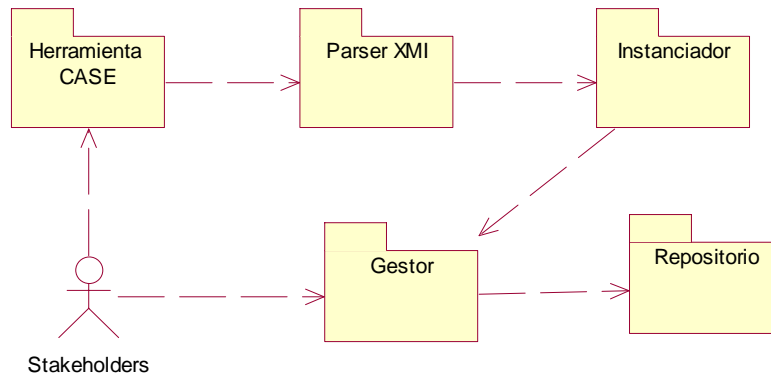 Herramienta
CASE
Parser XMI
Instanciador
Gestor
Repositorio
Stakeholders